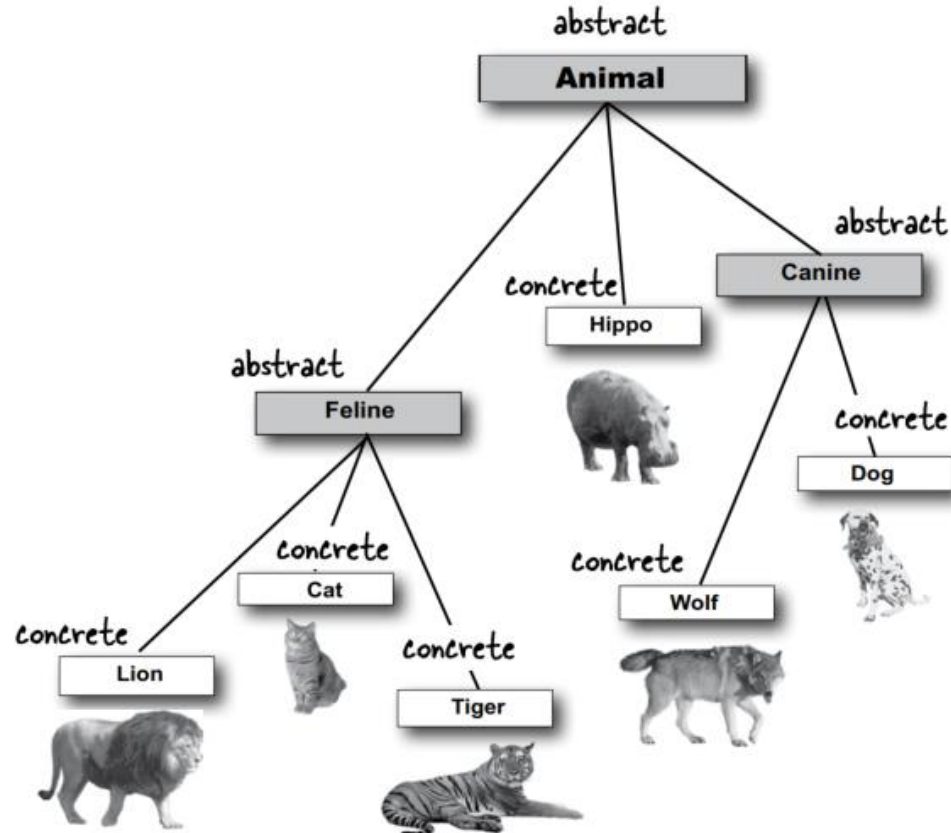 abstract
Animal
abstract
Canine
concrete
Hippo
abstract
Feline
concrete
Dog
concrete
Cat
concrete
Wolf
concrete
Lion
concrete
Tiger